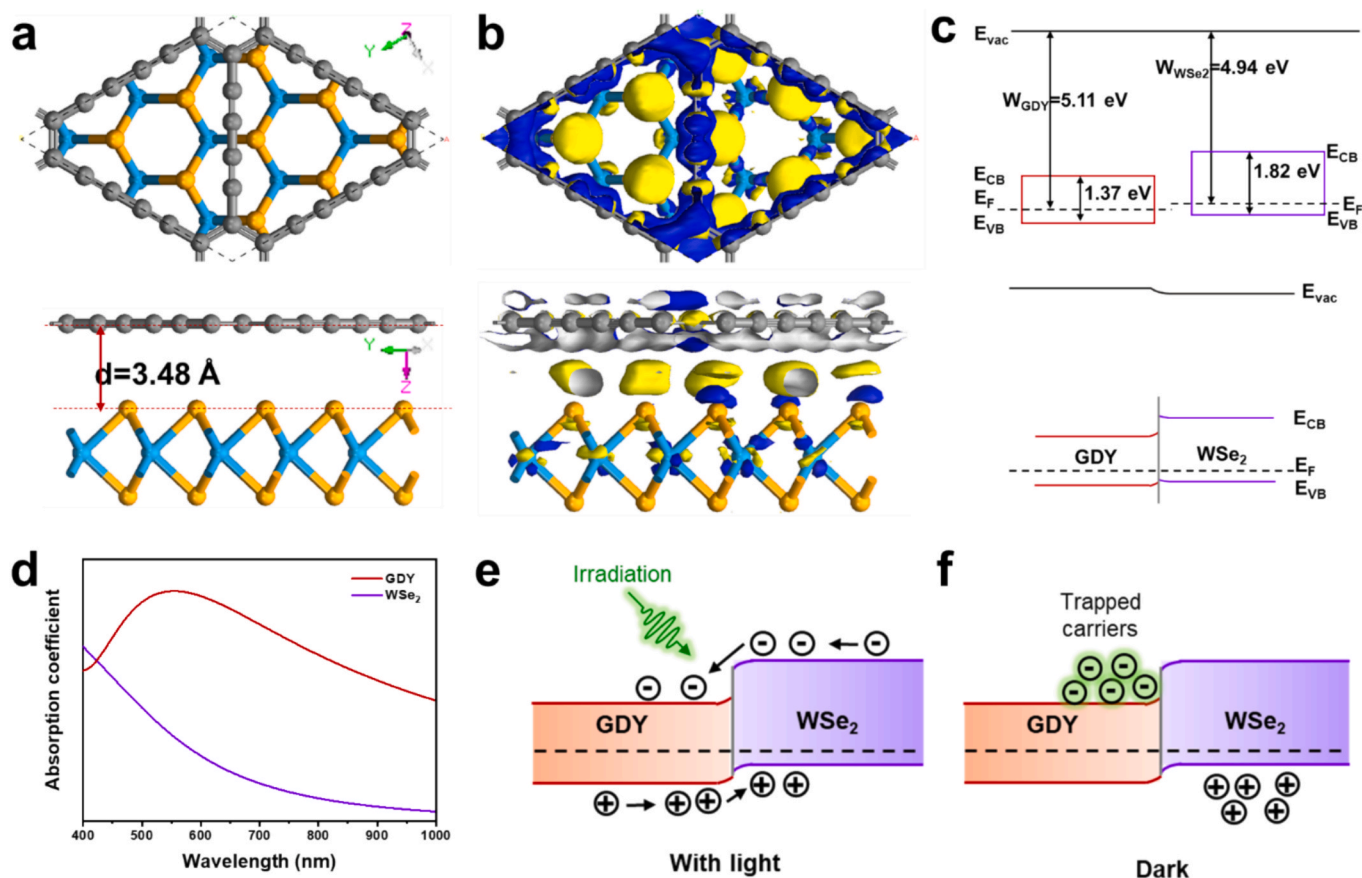 a
Z
Y
X
d=3.48 Å
Y
X
Z
b
A
c
E_vac
W_GDY=5.11 eV
W_WSe2=4.94 eV
E_CB
E_F
E_VB
1.37 eV
1.82 eV
E_CB
E_F
E_VB
E_vac
E_CB
GDY
WSe₂
E_F
E_VB
d
Absorption coefficient
GDY
WSe₂
400 500 600 700 800 900 1000
Wavelength (nm)
e
Irradiation
GDY
WSe₂
With light
f
Trapped
carriers
GDY
WSe₂
Dark